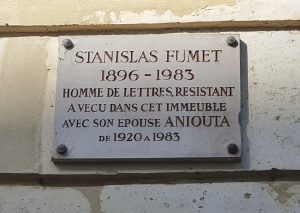 STANISLAS FUMET
1896-1983
HOMME DE LETTRES, RESISTANT
A VECU DANS CET IMMEUBLE
AVEC SON EPOUSE ANIOUTA
DE 1920 A 1983